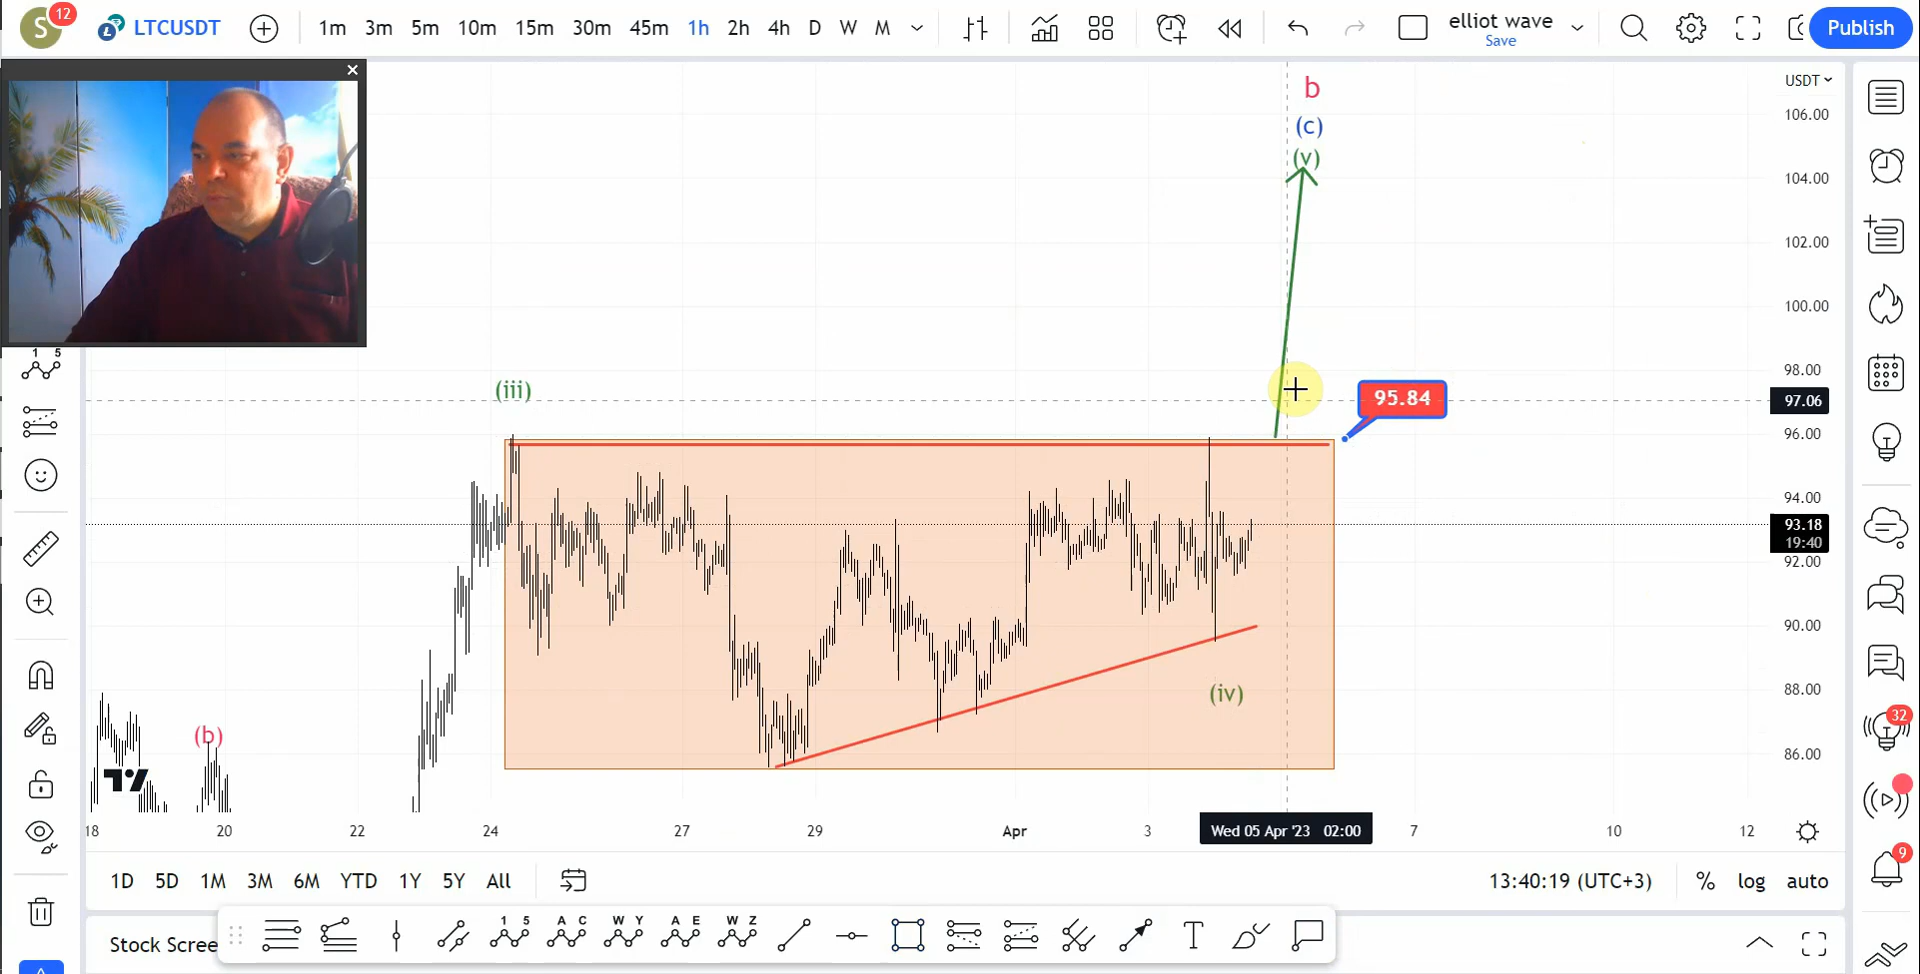 S
12
LTCUSDT
1m 3m 5m 10m 15m 30m 45m 1h 2h 4h D W M
elliot wave
Save
Publish
USDT
b
(c)
(v)
106.00
104.00
102.00
100.00
98.00
97.06
96.00
94.00
93.18
19:40
92.00
90.00
88.00
86.00
1 5
(iii)
95.84
(iv)
(b)
18 20 22 24 27 29 Apr 3 Wed 05 Apr '23 02:00 7 10 12
32
9
1D 5D 1M 3M 6M YTD 1Y 5Y All
13:40:19 (UTC+3) % log auto
Stock Scree
1 5
A C
W Y
A E
W Z
T